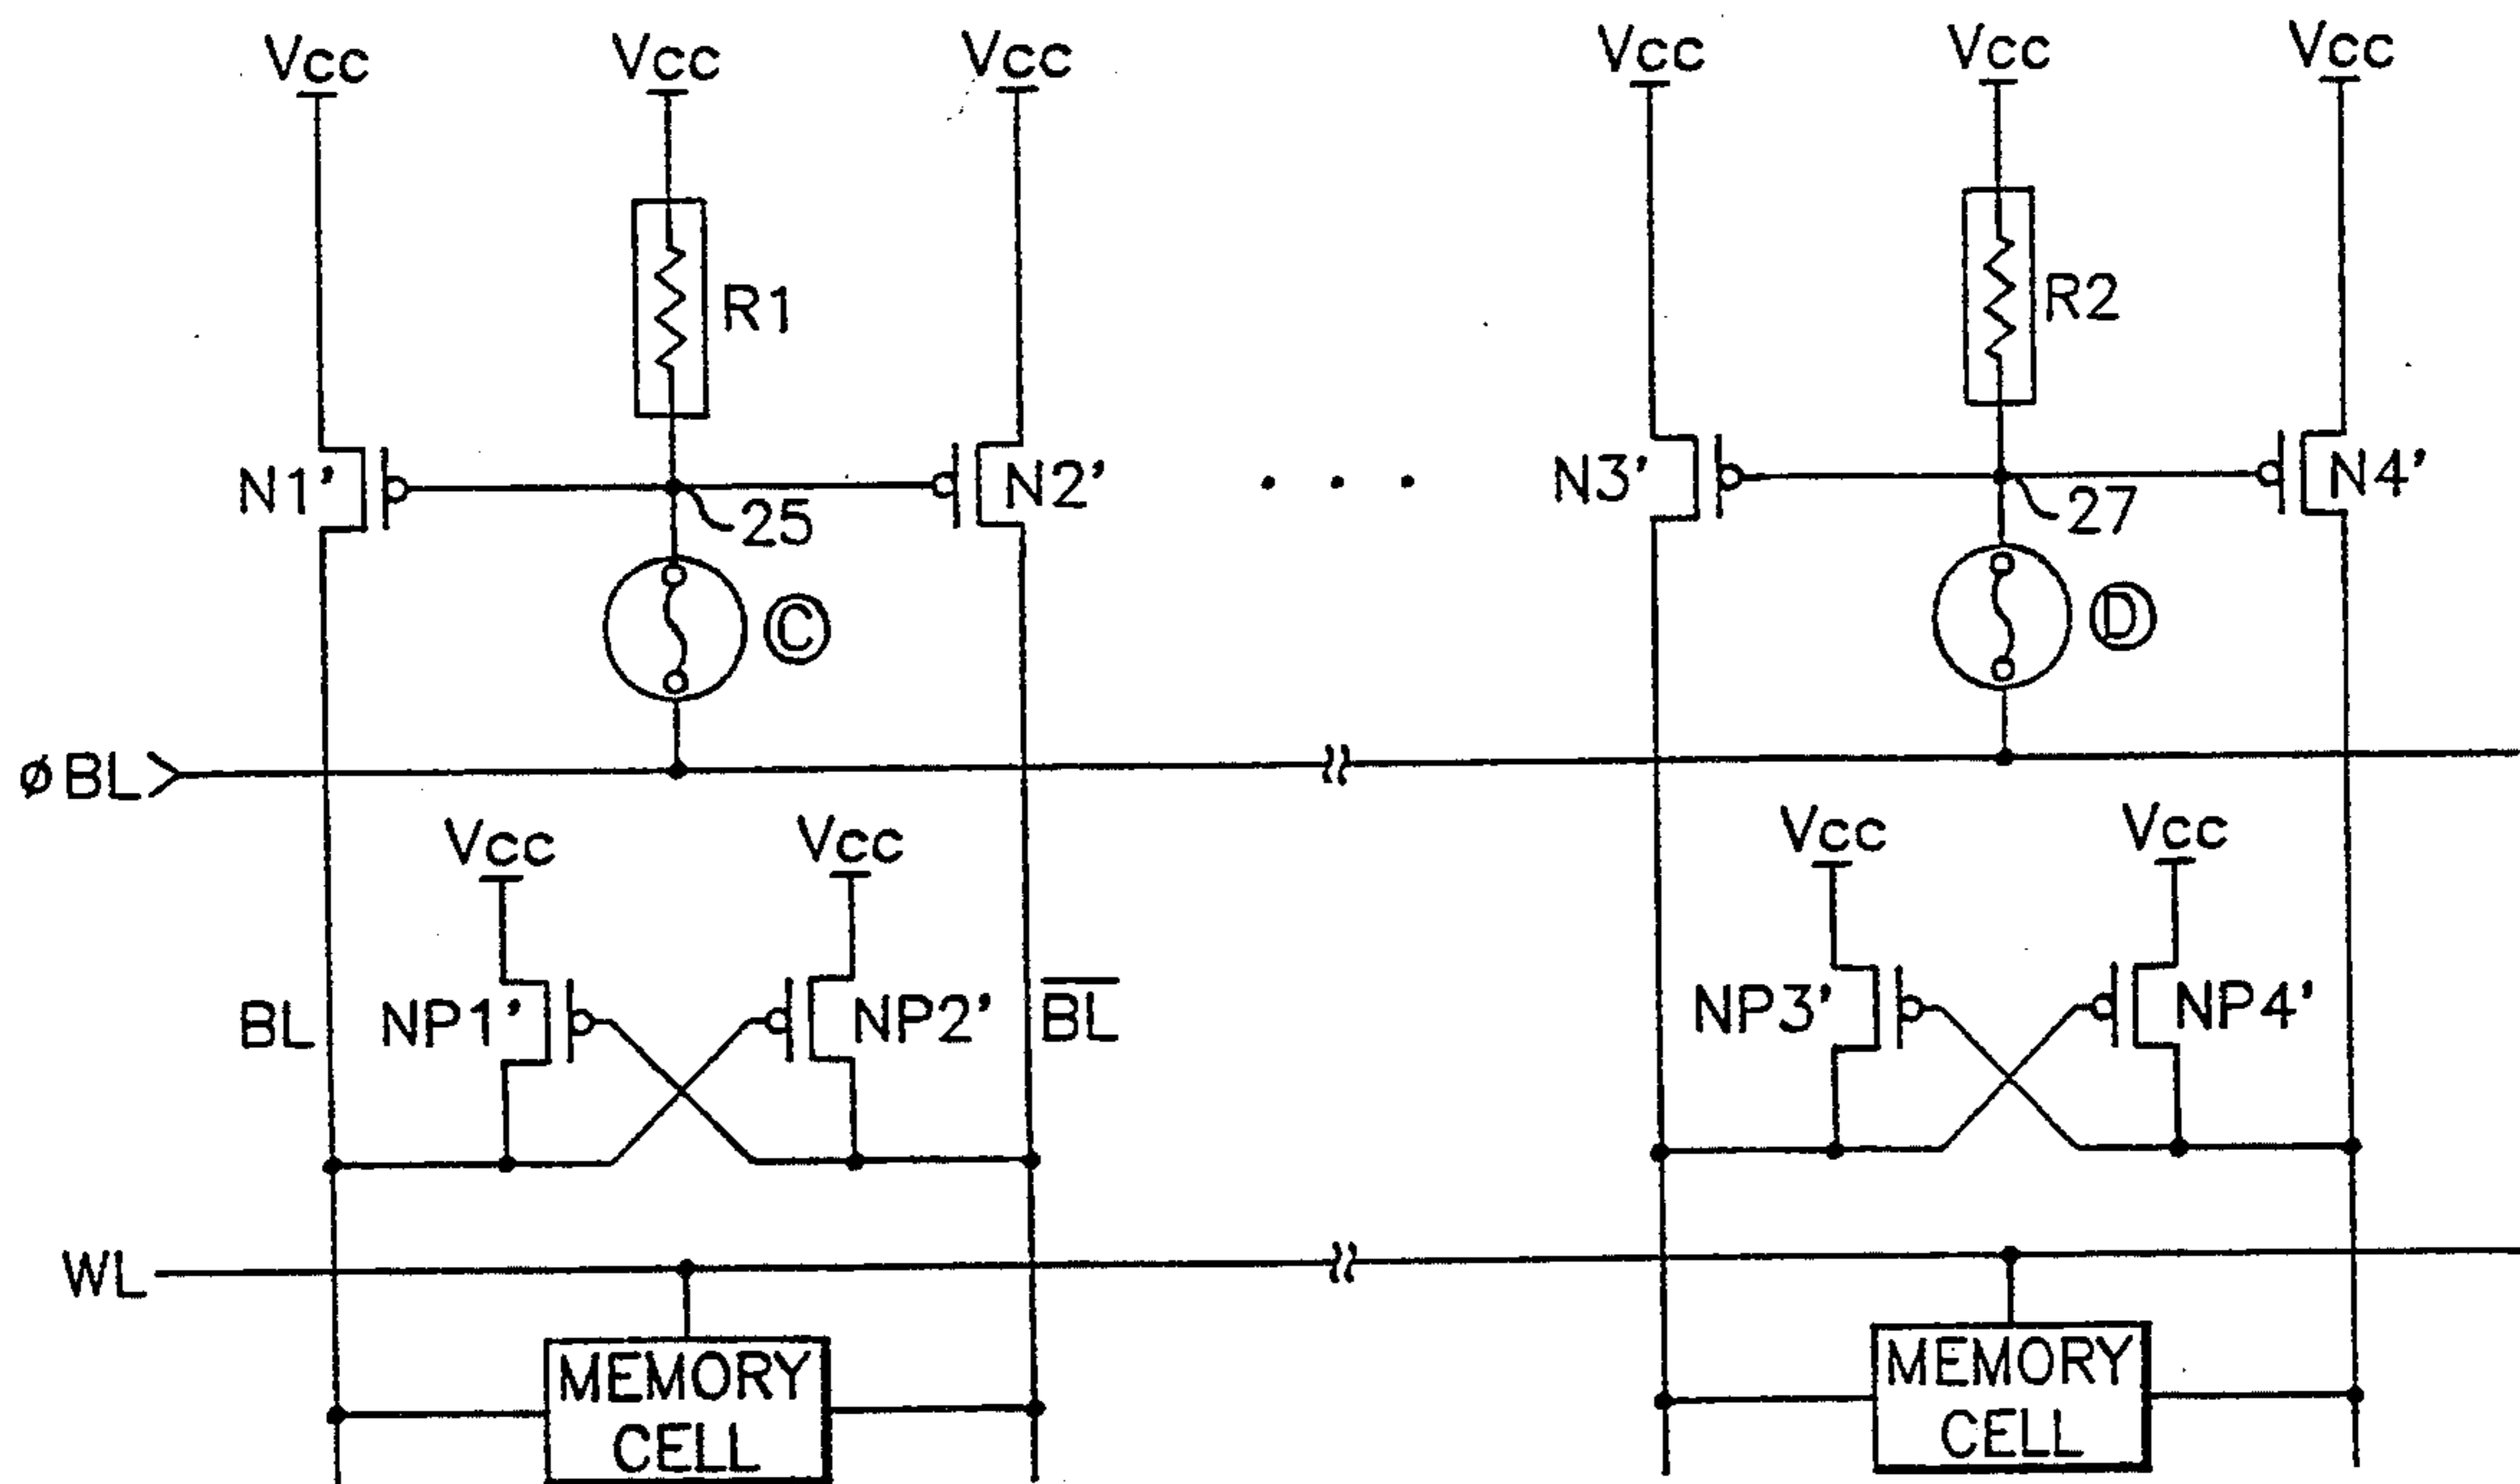 Vcc Vcc Vcc Vcc Vcc Vcc
R1 R2
N1' N2' . . . N3' N4'
25 27
Ⓒ Ⓓ
øBL
Vcc Vcc Vcc Vcc
BL NP1' NP2' B̅L̅ NP3' NP4'
WL
MEMORY CELL MEMORY CELL